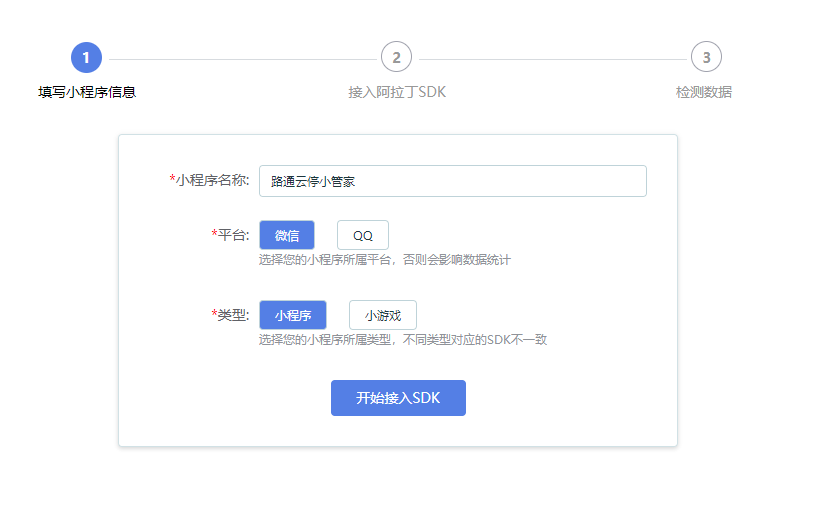 1
2
3
填写小程序信息
接入阿拉丁SDK
检测数据
*小程序名称:
路通云停小管家
*平台:
微信
QQ
选择您的小程序所属平台，否则会影响数据统计
*类型:
小程序
小游戏
选择您的小程序所属类型，不同类型对应的SDK不一致
开始接入SDK